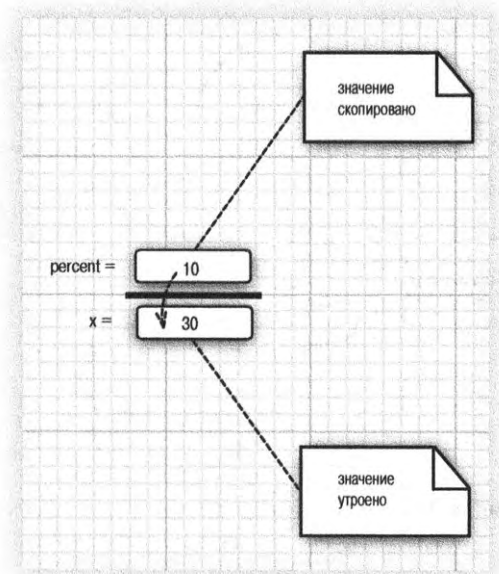 значение
скопировано
percent = 10
x = 30
значение
утроено